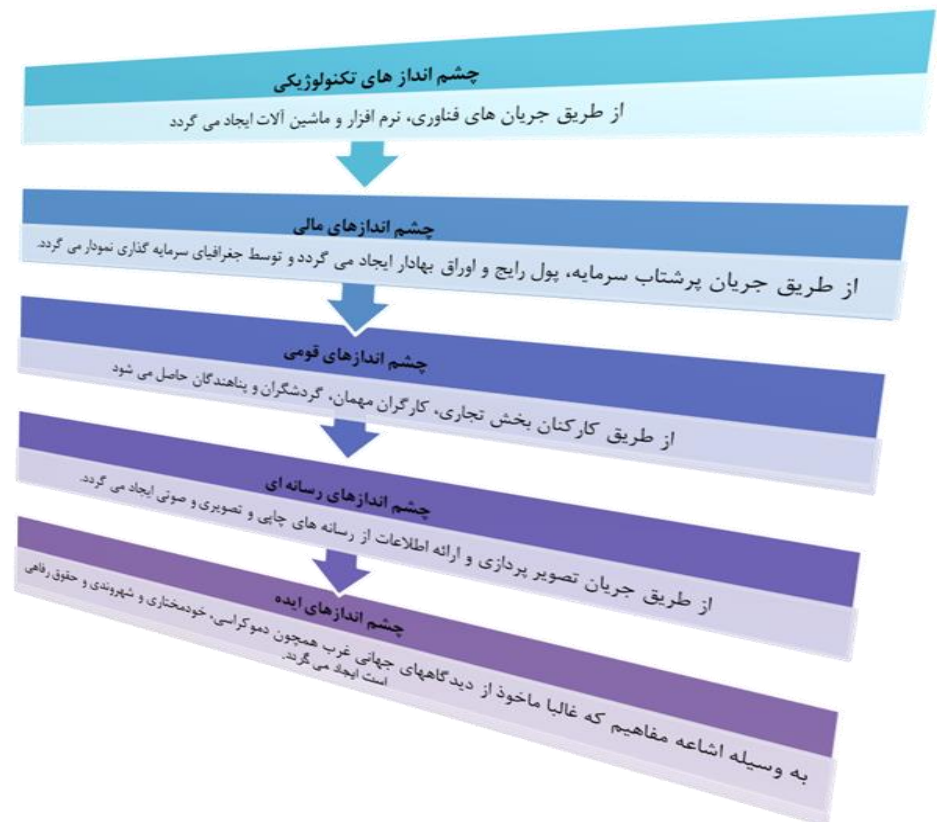 چشم انداز های تکنولوژیکی
از طریق جریان های فناوری، نرم افزار و ماشین آلات ایجاد می گردد
چشم اندازهای مالی
از طریق جریان پرشتاب سرمایه، پول رایج و اوراق بهادار ایجاد می گردد و توسط جغرافیای سرمایه گذاری نمودار می گردد.
چشم اندازهای قومی
از طریق کارکنان بخش تجاری، کارگران مهمان، گردشگران و پناهندگان حاصل می شود
چشم اندازهای رسانه ای
از طریق جریان تصویر پردازی و ارائه اطلاعات از رسانه های چاپی و تصویری و صوتی ایجاد می گردد.
چشم اندازهای ایده
به وسیله اشاعه مفاهیم که غالبا ماخوذ از دیدگاههای جهانی غرب همچون دموکراسی، خودمختاری و شهروندی و حقوق رفاهی
است ایجاد می گردد.